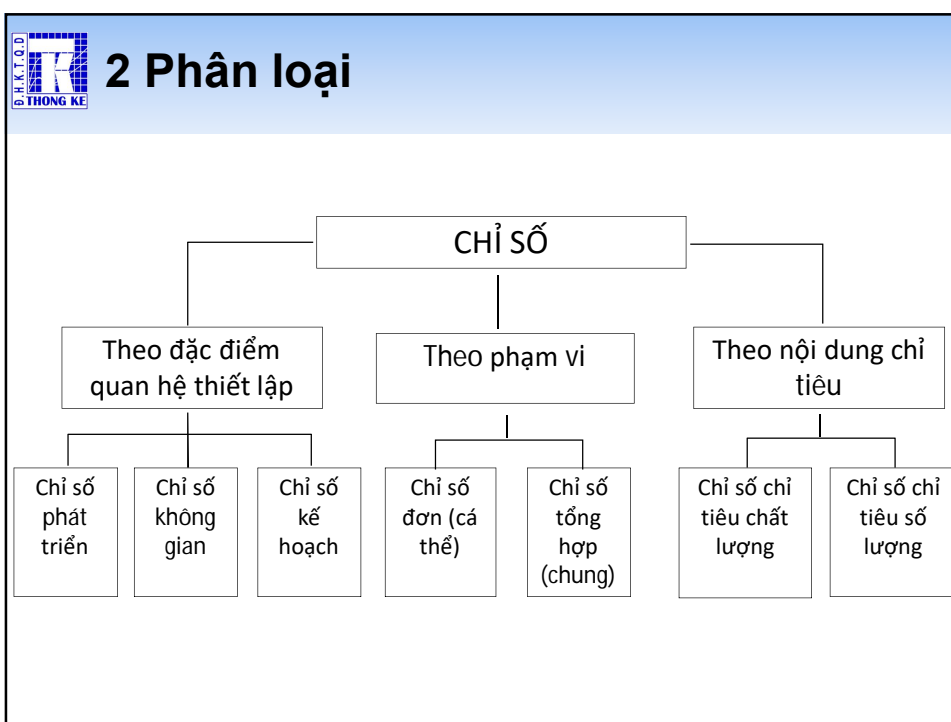 Đ.H.K.T.Q.D
TK
THONG KE
2 Phân loại
CHỈ SỐ
Theo đặc điểm
quan hệ thiết lập
Theo phạm vi
Theo nội dung chỉ
tiêu
Chỉ số
phát
triển
Chỉ số
không
gian
Chỉ số
kế
hoạch
Chỉ số
đơn (cá
thể)
Chỉ số
tổng
hợp
(chung)
Chỉ số chỉ
tiêu chất
lượng
Chỉ số chỉ
tiêu số
lượng